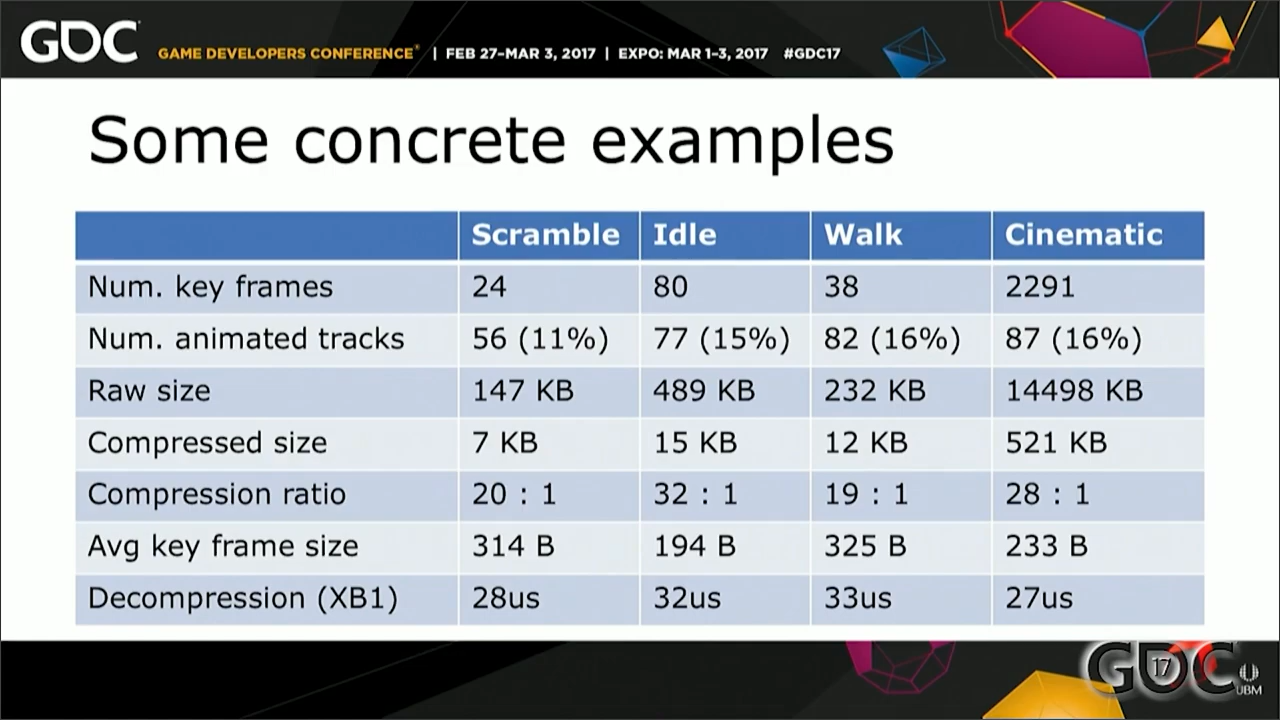 GDC GAME DEVELOPERS CONFERENCE® | FEB 27–MAR 3, 2017 | EXPO: MAR 1–3, 2017 #GDC17
Some concrete examples
Scramble Idle Walk Cinematic
Num. key frames 24 80 38 2291
Num. animated tracks 56 (11%) 77 (15%) 82 (16%) 87 (16%)
Raw size 147 KB 489 KB 232 KB 14498 KB
Compressed size 7 KB 15 KB 12 KB 521 KB
Compression ratio 20 : 1 32 : 1 19 : 1 28 : 1
Avg key frame size 314 B 194 B 325 B 233 B
Decompression (XB1) 28us 32us 33us 27us
GDC 17 UBM